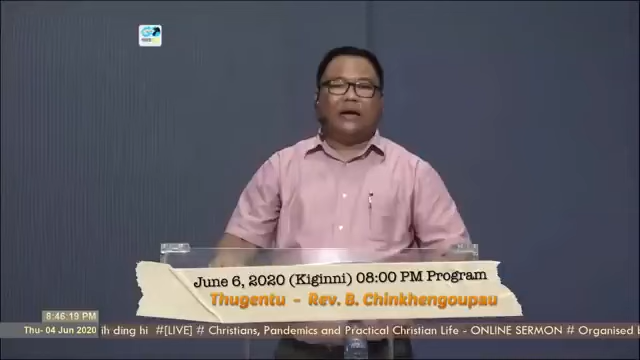 June 6, 2020 (Kiginni) 08:00 PM Program
Thugentu - Rev. B. Chinkhengoupau
8:46:19 PM
Thu- 04 Jun 2020
ih ding hi #[LIVE] # Christians, Pandemics and Practical Christian Life - ONLINE SERMON # Organised b